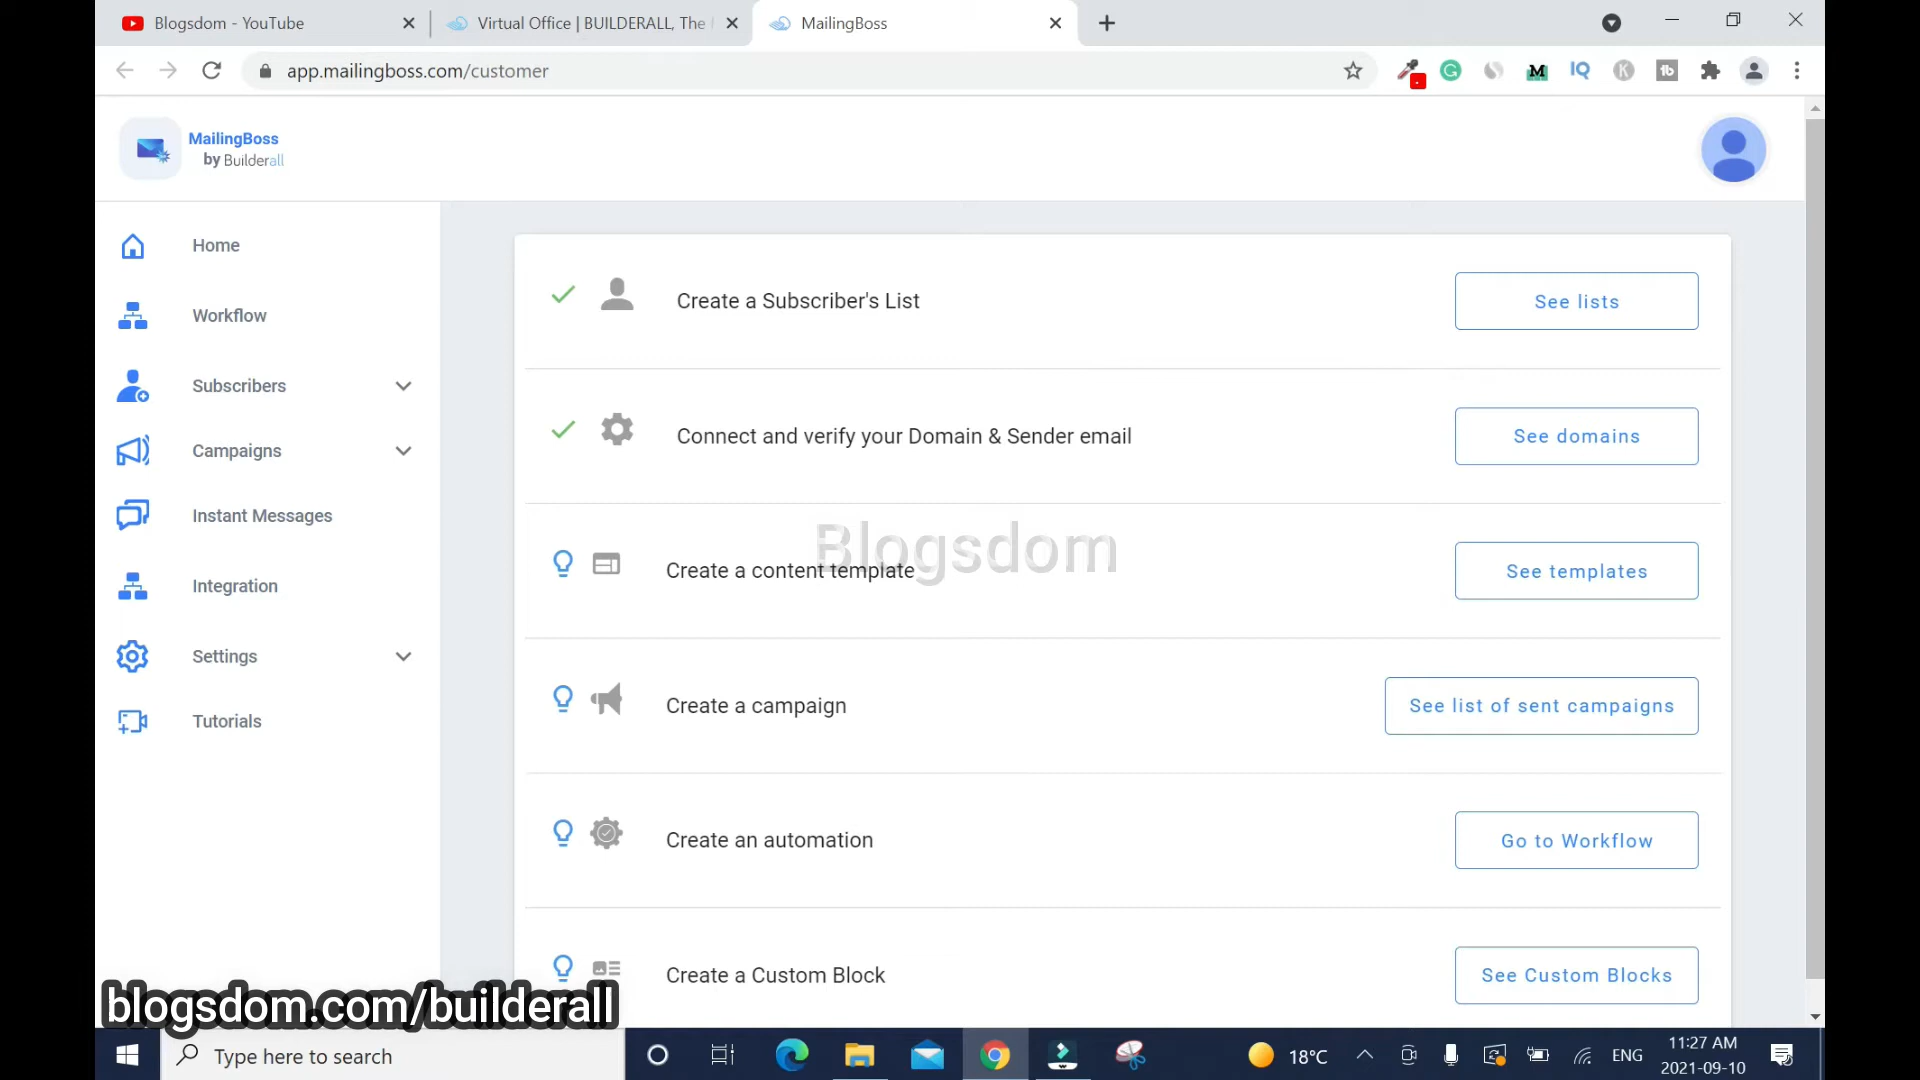 Blogsdom - YouTube
Virtual Office | BUILDERALL, The
MailingBoss
app.mailingboss.com/customer
MailingBoss
by Builderall
Home
Workflow
Subscribers
Campaigns
Instant Messages
Integration
Settings
Tutorials
Create a Subscriber's List
See lists
Connect and verify your Domain & Sender email
See domains
Blogsdom
Create a content template
See templates
Create a campaign
See list of sent campaigns
Create an automation
Go to Workflow
Create a Custom Block
See Custom Blocks
blogsdom.com/builderall
Type here to search
18°C
ENG
11:27 AM
2021-09-10